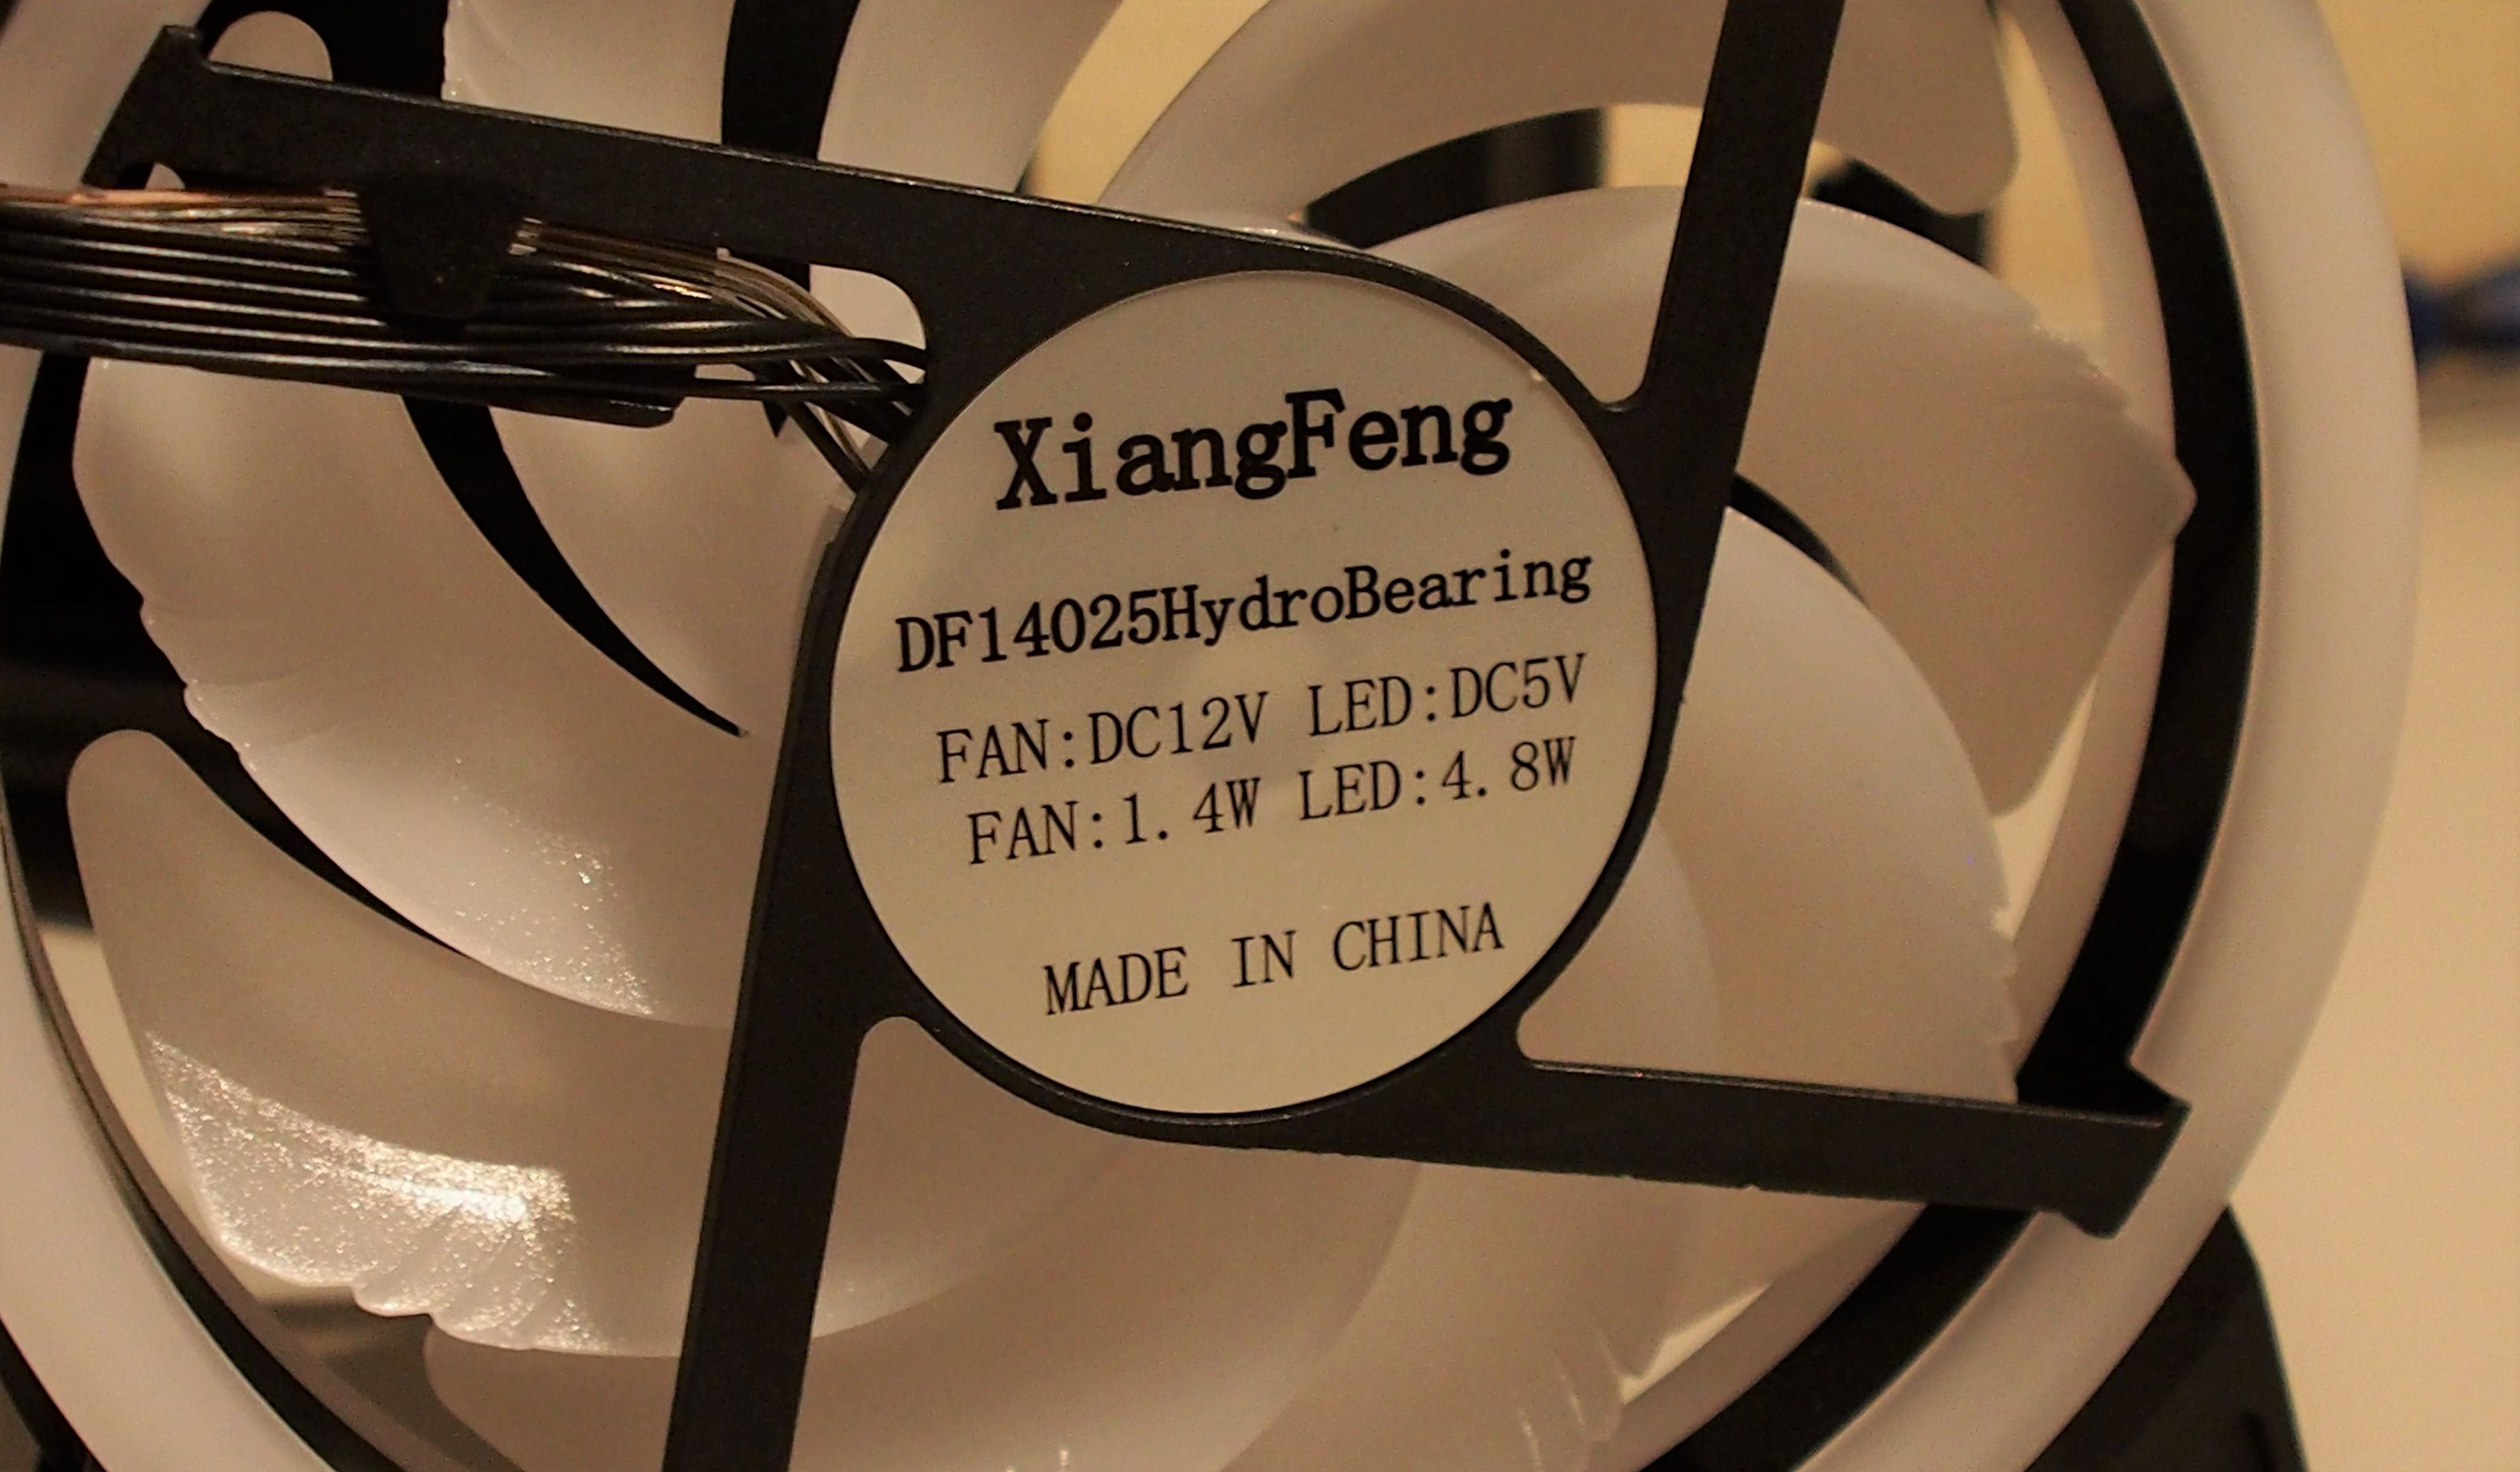 XiangFeng
DF14025HydroBearing
FAN:DC12V LED:DC5V
FAN:1.4W LED:4.8W
MADE IN CHINA